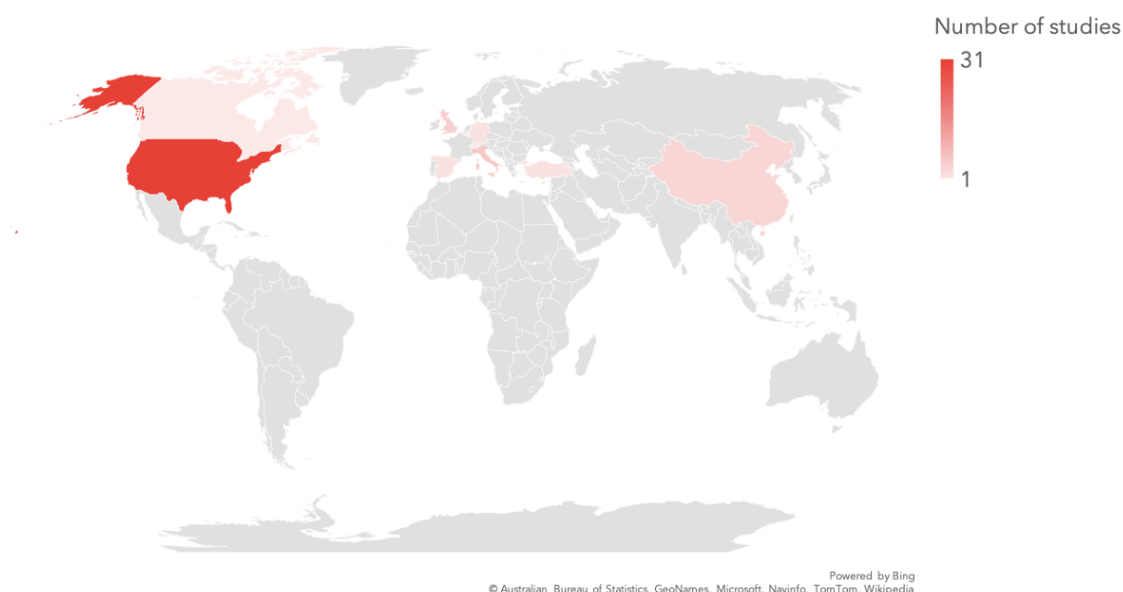 Number of studies
31
1
Powered by Bing
© Australian Bureau of Statistics, GeoNames, Microsoft, Navinfo, TomTom, Wikipedia